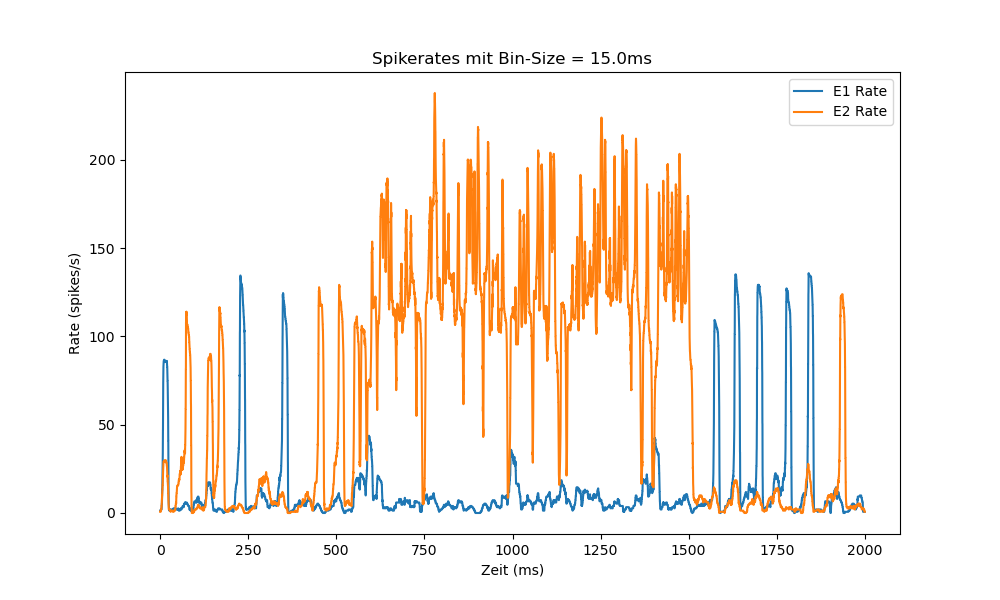 Spikerates mit Bin-Size = 15.0ms
E1 Rate
E2 Rate
Rate (spikes/s)
200
150
100
50
0
0 250 500 750 1000 1250 1500 1750 2000
Zeit (ms)